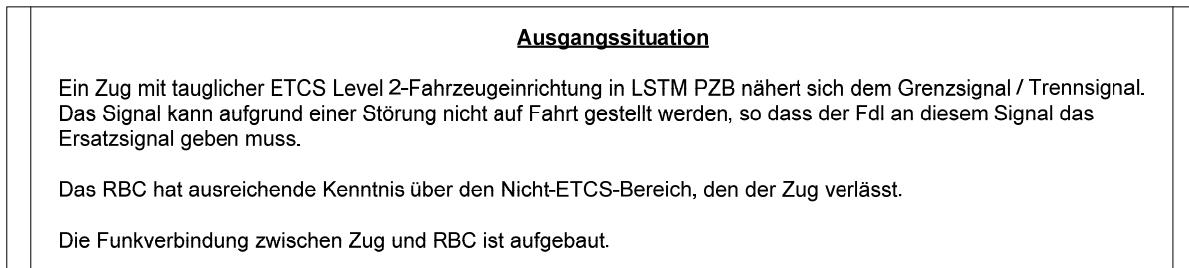 Ausgangssituation
Ein Zug mit tauglicher ETCS Level 2-Fahrzeugeinrichtung in LSTM PZB nähert sich dem Grenzsignal / Trennsignal.
Das Signal kann aufgrund einer Störung nicht auf Fahrt gestellt werden, so dass der Fdl an diesem Signal das
Ersatzsignal geben muss.
Das RBC hat ausreichende Kenntnis über den Nicht-ETCS-Bereich, den der Zug verlässt.
Die Funkverbindung zwischen Zug und RBC ist aufgebaut.